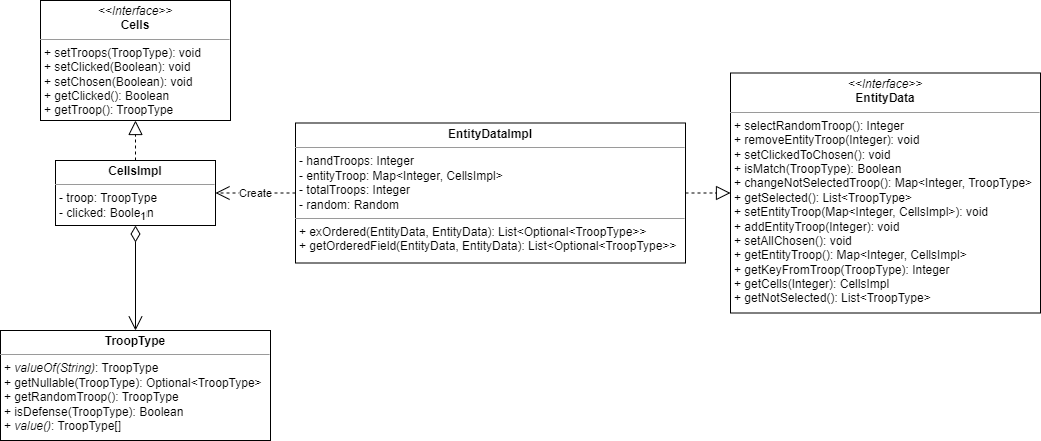 <<Interface>>
Cells
+ setTroops(TroopType): void
+ setClicked(Boolean): void
+ setChosen(Boolean): void
+ getClicked(): Boolean
+ getTroop(): TroopType
CellsImpl
- troop: TroopType
- clicked: Boole1n
TroopType
+ valueOf(String): TroopType
+ getNullable(TroopType): Optional<TroopType>
+ getRandomTroop(): TroopType
+ isDefense(TroopType): Boolean
+ value(): TroopType[]
Create
EntityDataImpl
- handTroops: Integer
- entityTroop: Map<Integer, CellsImpl>
- totalTroops: Integer
- random: Random
+ exOrdered(EntityData, EntityData): List<Optional<TroopType>>
+ getOrderedField(EntityData, EntityData): List<Optional<TroopType>>
<<Interface>>
EntityData
+ selectRandomTroop(): Integer
+ removeEntityTroop(Integer): void
+ setClickedToChosen(): void
+ isMatch(TroopType): Boolean
+ changeNotSelectedTroop(): Map<Integer, TroopType>
+ getSelected(): List<TroopType>
+ setEntityTroop(Map<Integer, CellsImpl>): void
+ addEntityTroop(Integer): void
+ setAllChosen(): void
+ getEntityTroop(): Map<Integer, CellsImpl>
+ getKeyFromTroop(TroopType): Integer
+ getCells(Integer): CellsImpl
+ getNotSelected(): List<TroopType>